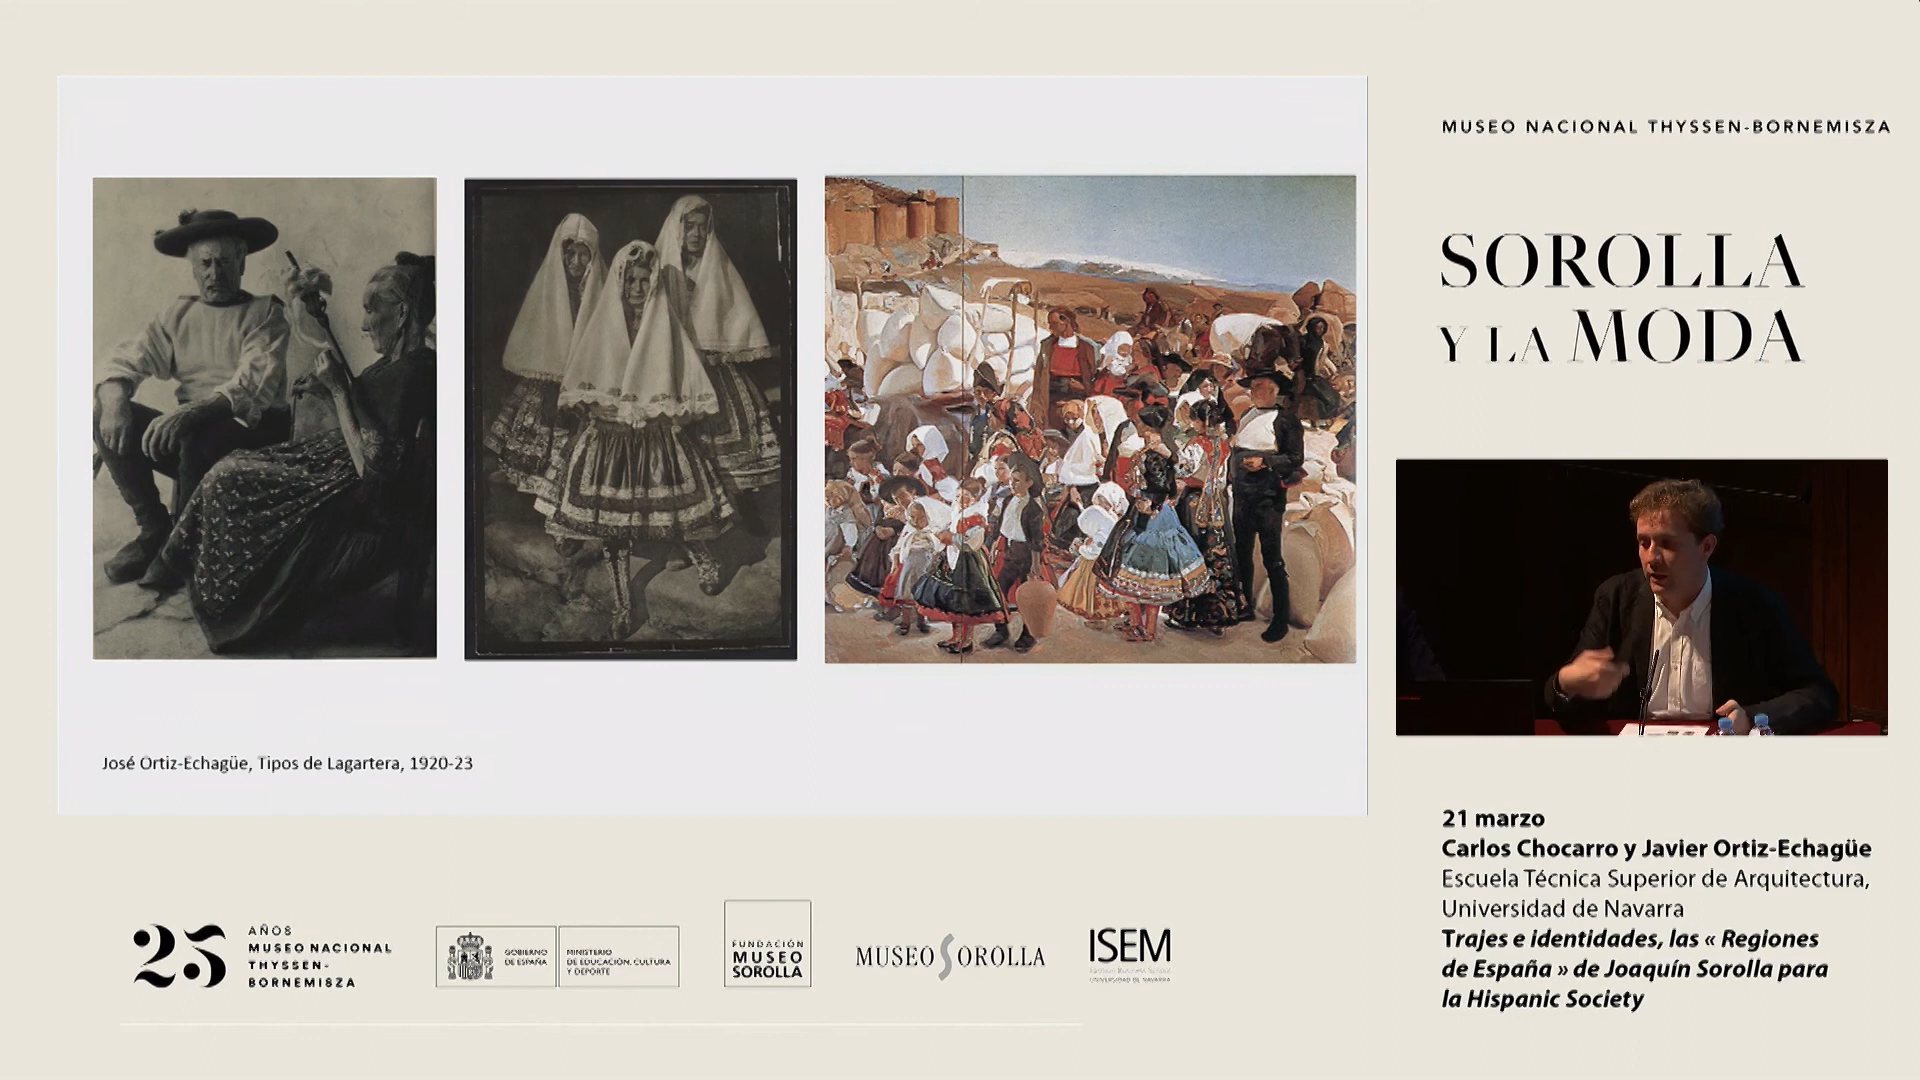 MUSEO NACIONAL THYSSEN-BORNEMISZA
SOROLLA
Y LA MODA
José Ortiz-Echagüe, Tipos de Lagartera, 1920-23
21 marzo
Carlos Chocarro y Javier Ortiz-Echagüe
Escuela Técnica Superior de Arquitectura,
Universidad de Navarra
Trajes e identidades, las « Regiones
de España » de Joaquín Sorolla para
la Hispanic Society
25
AÑOS
MUSEO NACIONAL
THYSSEN-
BORNEMISZA
GOBIERNO
DE ESPAÑA
MINISTERIO
DE EDUCACIÓN, CULTURA
Y DEPORTE
FUNDACIÓN
MUSEO
SOROLLA
MUSEO SOROLLA
ISEM
UNIVERSIDAD DE NAVARRA